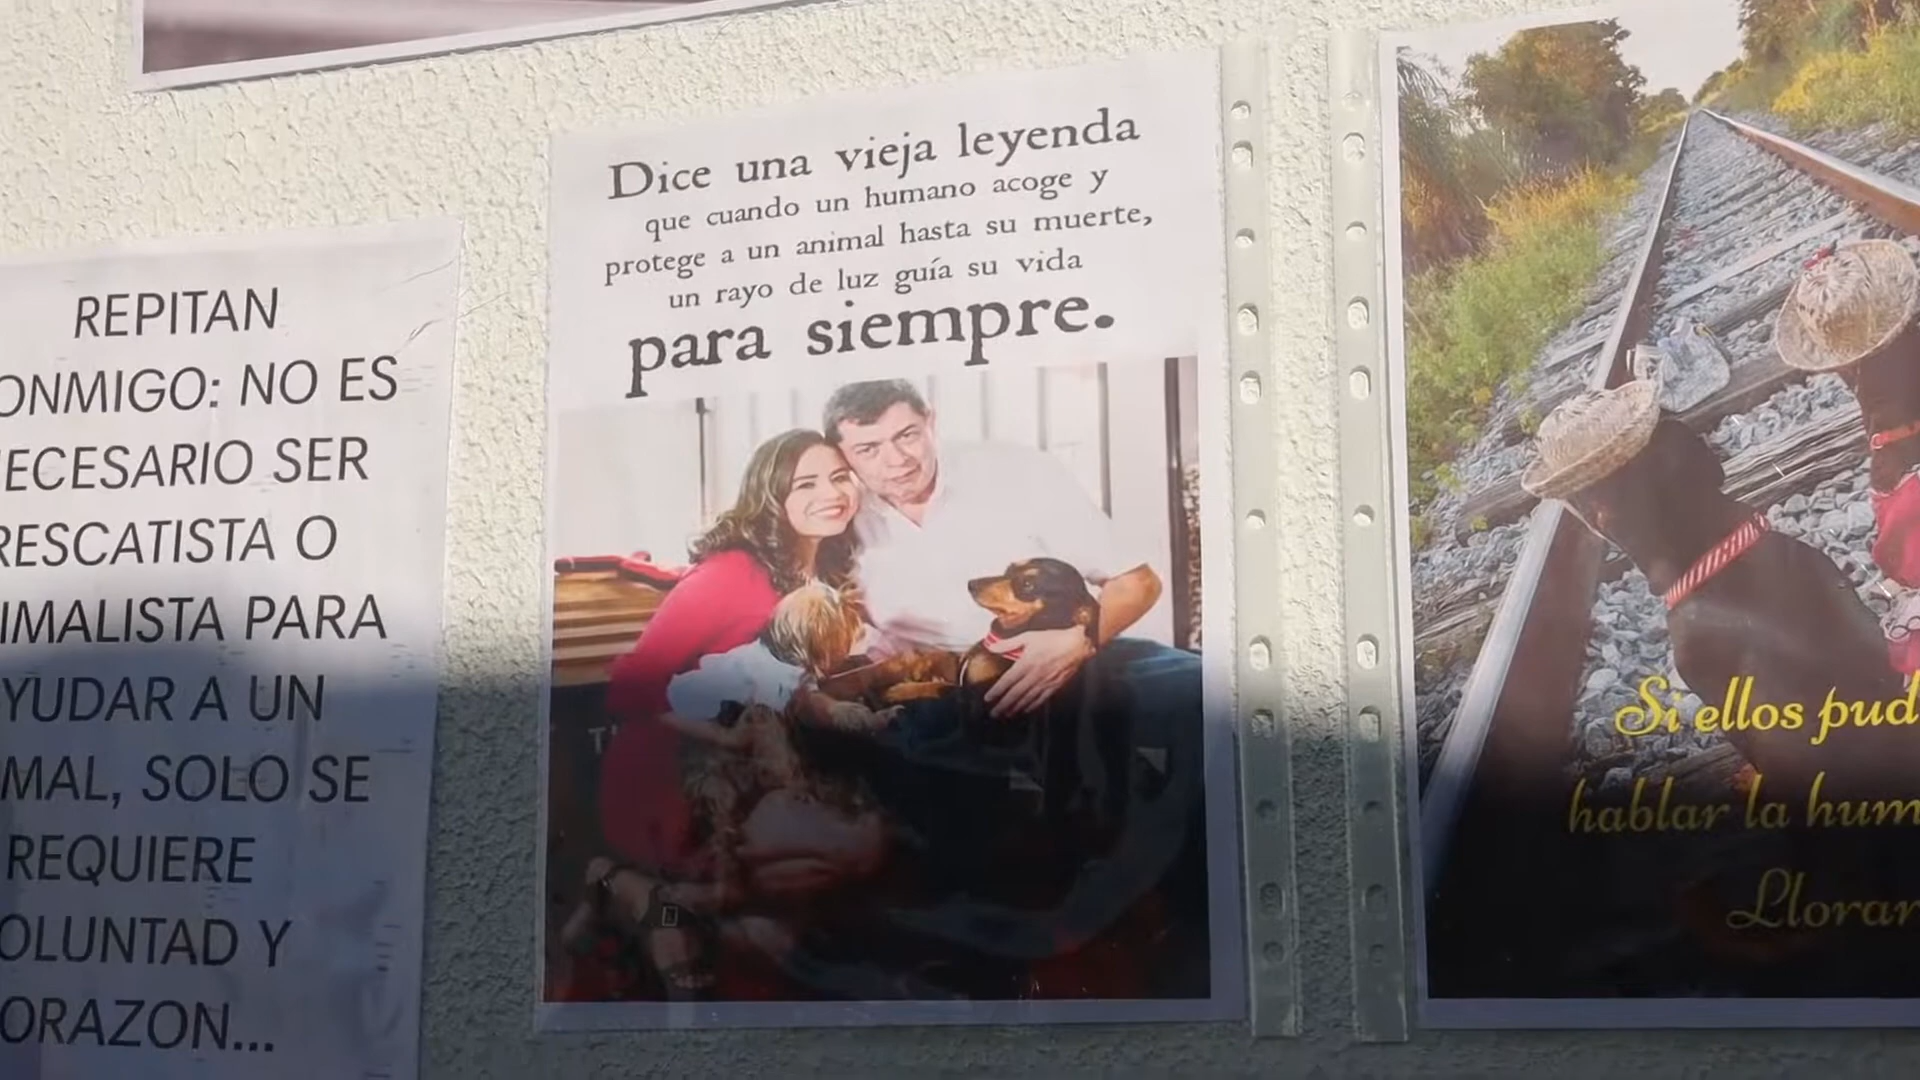 REPITAN
ONMIGO: NO ES
ECESARIO SER
RESCATISTA O
IMALISTA PARA
YUDAR A UN
MAL, SOLO SE
REQUIERE
OLUNTAD Y
ORAZON...
Dice una vieja leyenda
que cuando un humano acoge y
protege a un animal hasta su muerte,
un rayo de luz guía su vida
para siempre.
Si ellos pud
hablar la hum
Llorar